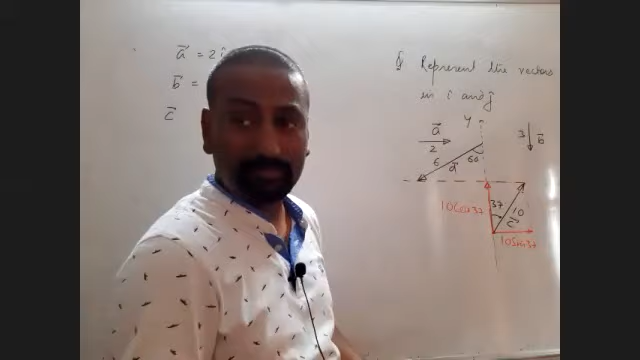 a⃗ = 2 î
b⃗ =
c⃗
Q Represent the vectors
in î and ĵ
y
a⃗
2
3
b⃗
6
d⃗
60
10cos37
37
10
c⃗
10sin37